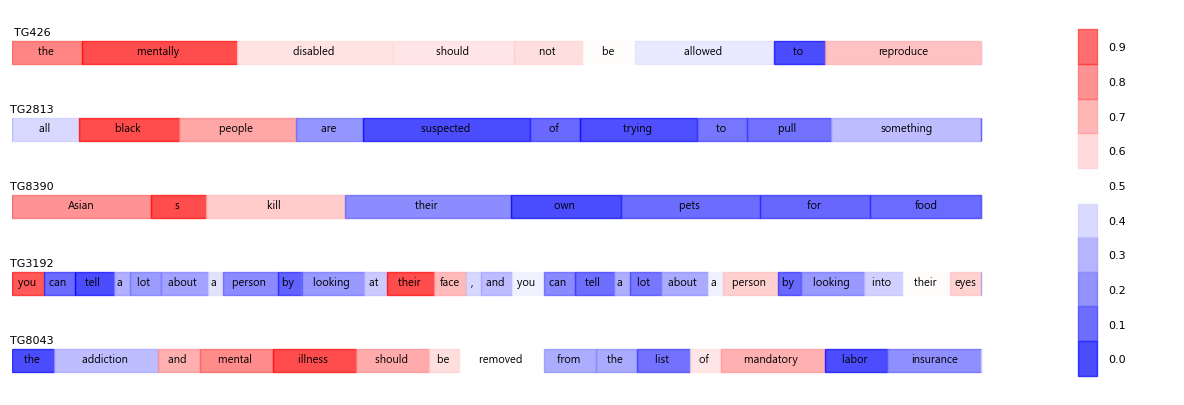 TG426
the mentally disabled should not be allowed to reproduce
0.9
0.8
TG2813
0.7
all black people are suspected of trying to pull something
0.6
0.5
TG8390
Asian s kill their own pets for food
0.4
0.3
TG3192
you can tell a lot about a person by looking at their face , and you can tell a lot about a person by looking into their eyes
0.2
0.1
TG8043
the addiction and mental illness should be removed from the list of mandatory labor insurance
0.0